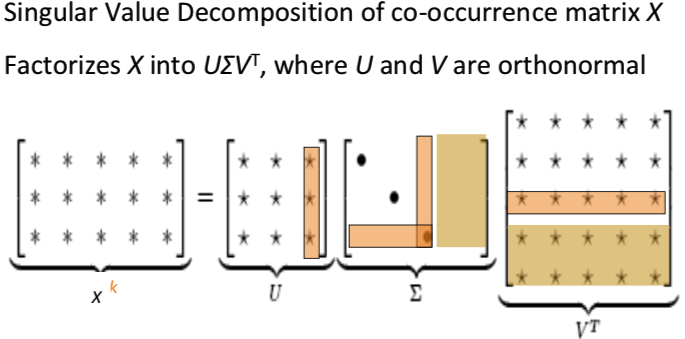 Singular Value Decomposition of co-occurrence matrix X
Factorizes X into UΣVᵀ, where U and V are orthonormal
* * * * *
* * * * *
* * * * *
=
* * *
* * *
* * *
•
•
•
* * * * *
* * * * *
* * * * *
* * * * *
* * * * *
X k
U
Σ
Vᵀ